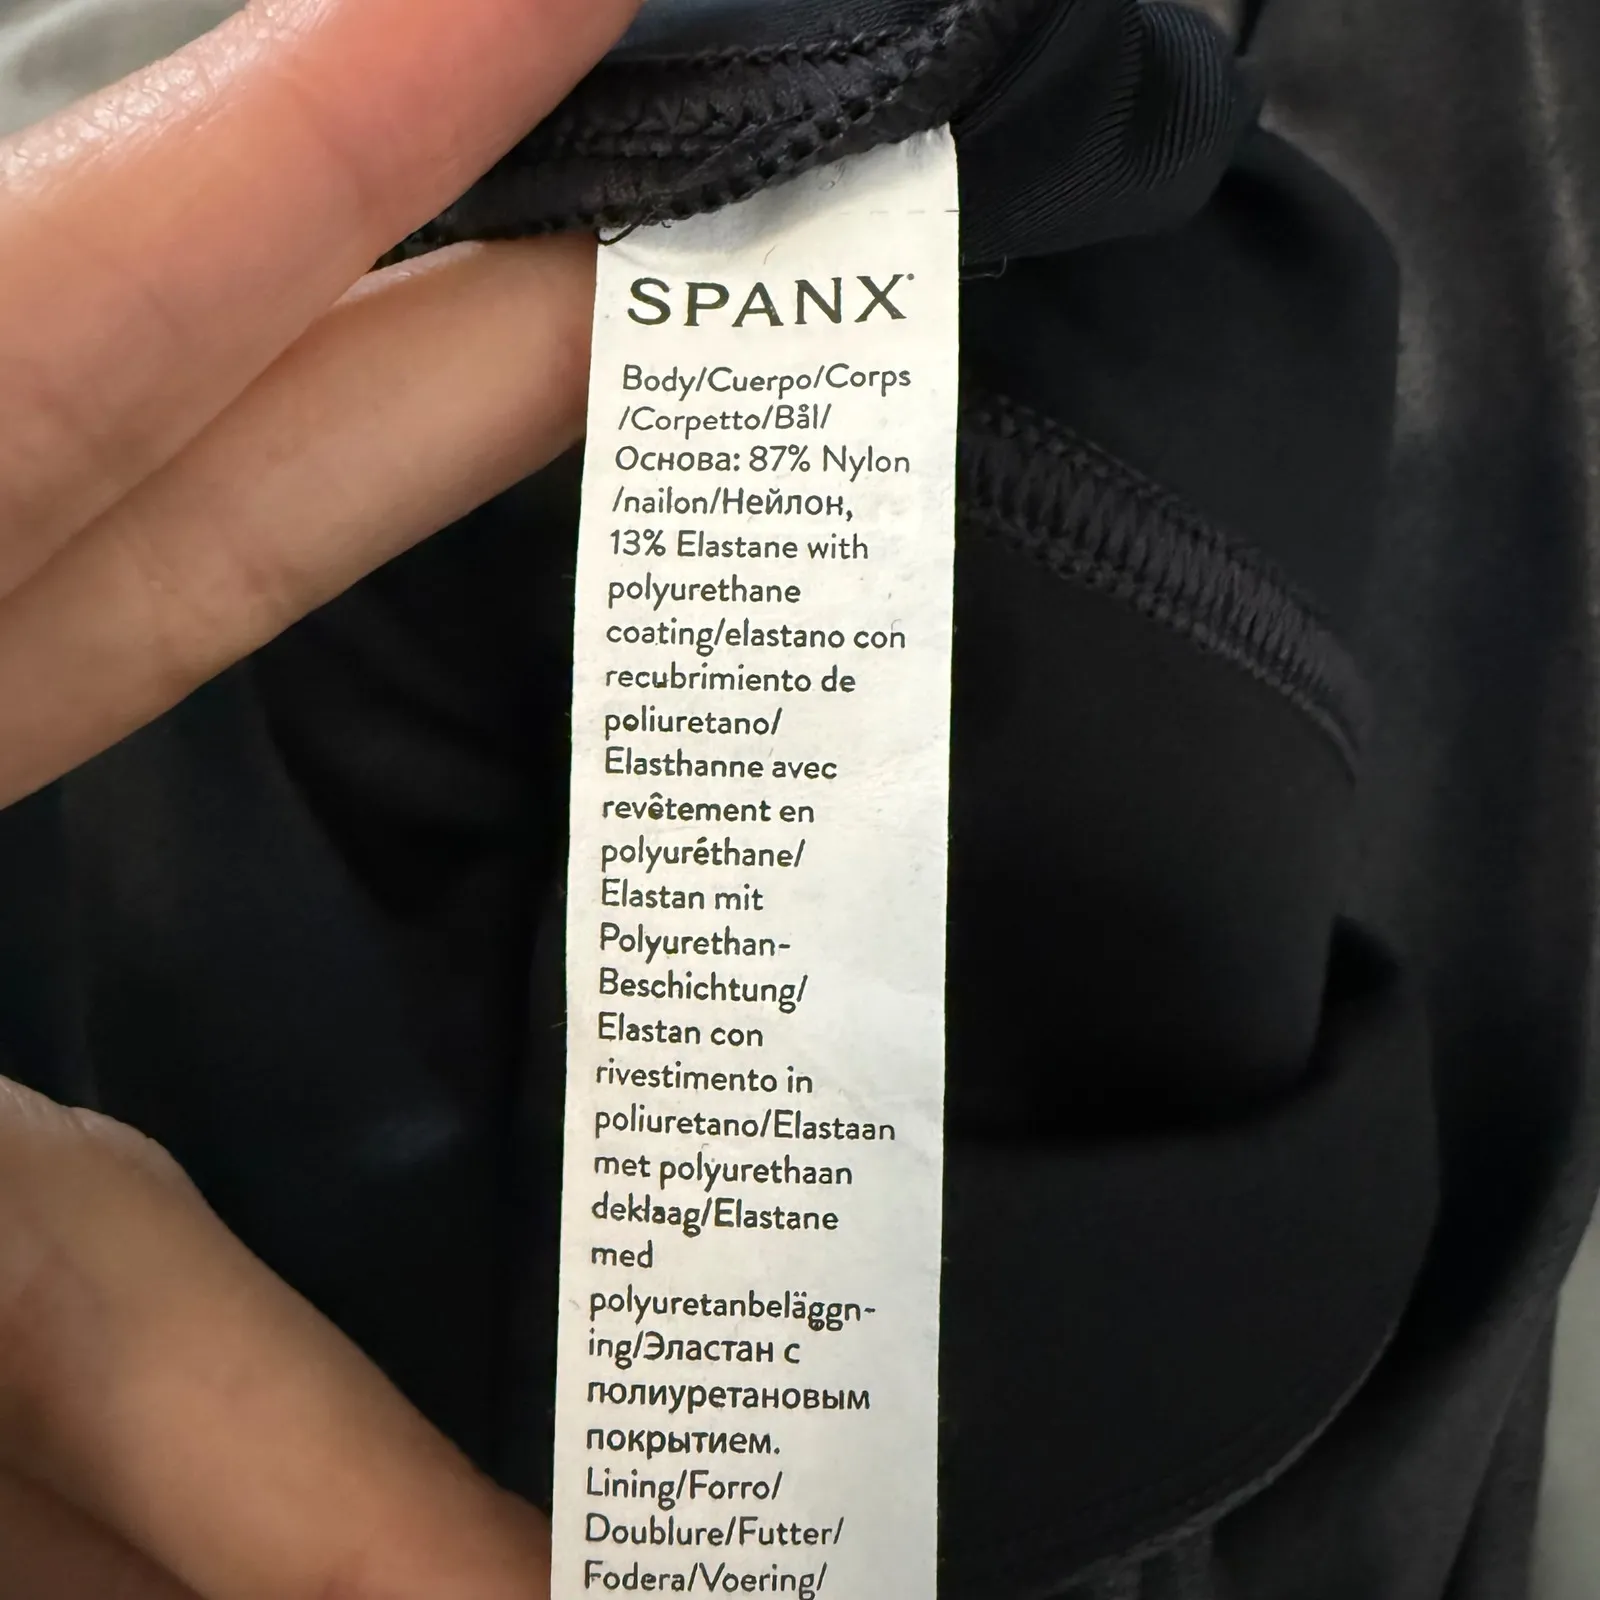 SPANX
Body/Cuerpo/Corps
/Corpetto/Bål/
Основа: 87% Nylon
/nailon/Нейлон,
13% Elastane with
polyurethane
coating/elastano con
recubrimiento de
poliuretano/
Elasthanne avec
revêtement en
polyuréthane/
Elastan mit
Polyurethan-
Beschichtung/
Elastan con
rivestimento in
poliuretano/Elastaan
met polyurethaan
deklaag/Elastane
med
polyuretanbeläggn-
ing/Эластан с
полиуретановым
покрытием.
Lining/Forro/
Doublure/Futter/
Fodera/Voering/